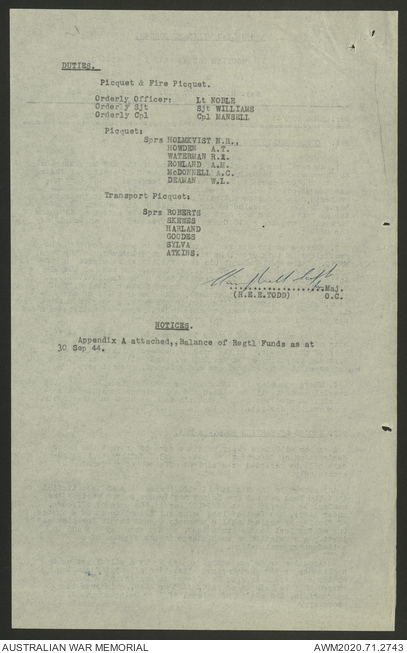 DUTIES.
Picquet & Fire Picquet.
Orderly Officer: Lt NOBLE
Orderly Sjt Sjt WILLIAMS
Orderly Cpl Cpl MANSELL
Picquet:
Sprs HOLMKVIST N.R.,
HOWDEN A.T.
WATERMAN R.I.
ROWLAND A.M.
McDONNELL A.C.
DEAMAN W.L.
Transport Picquet:
Sprs ROBERTS
SKEWES
HARLAND
GOODES
SYLVA
ATKINS.
Maj.
(H.E.E.TODD) O.C.
NOTICES.
Appendix A attached,,Balance of Regtl Funds as at
30 Sep 44.
AUSTRALIAN WAR MEMORIAL
AWM2020.71.2743